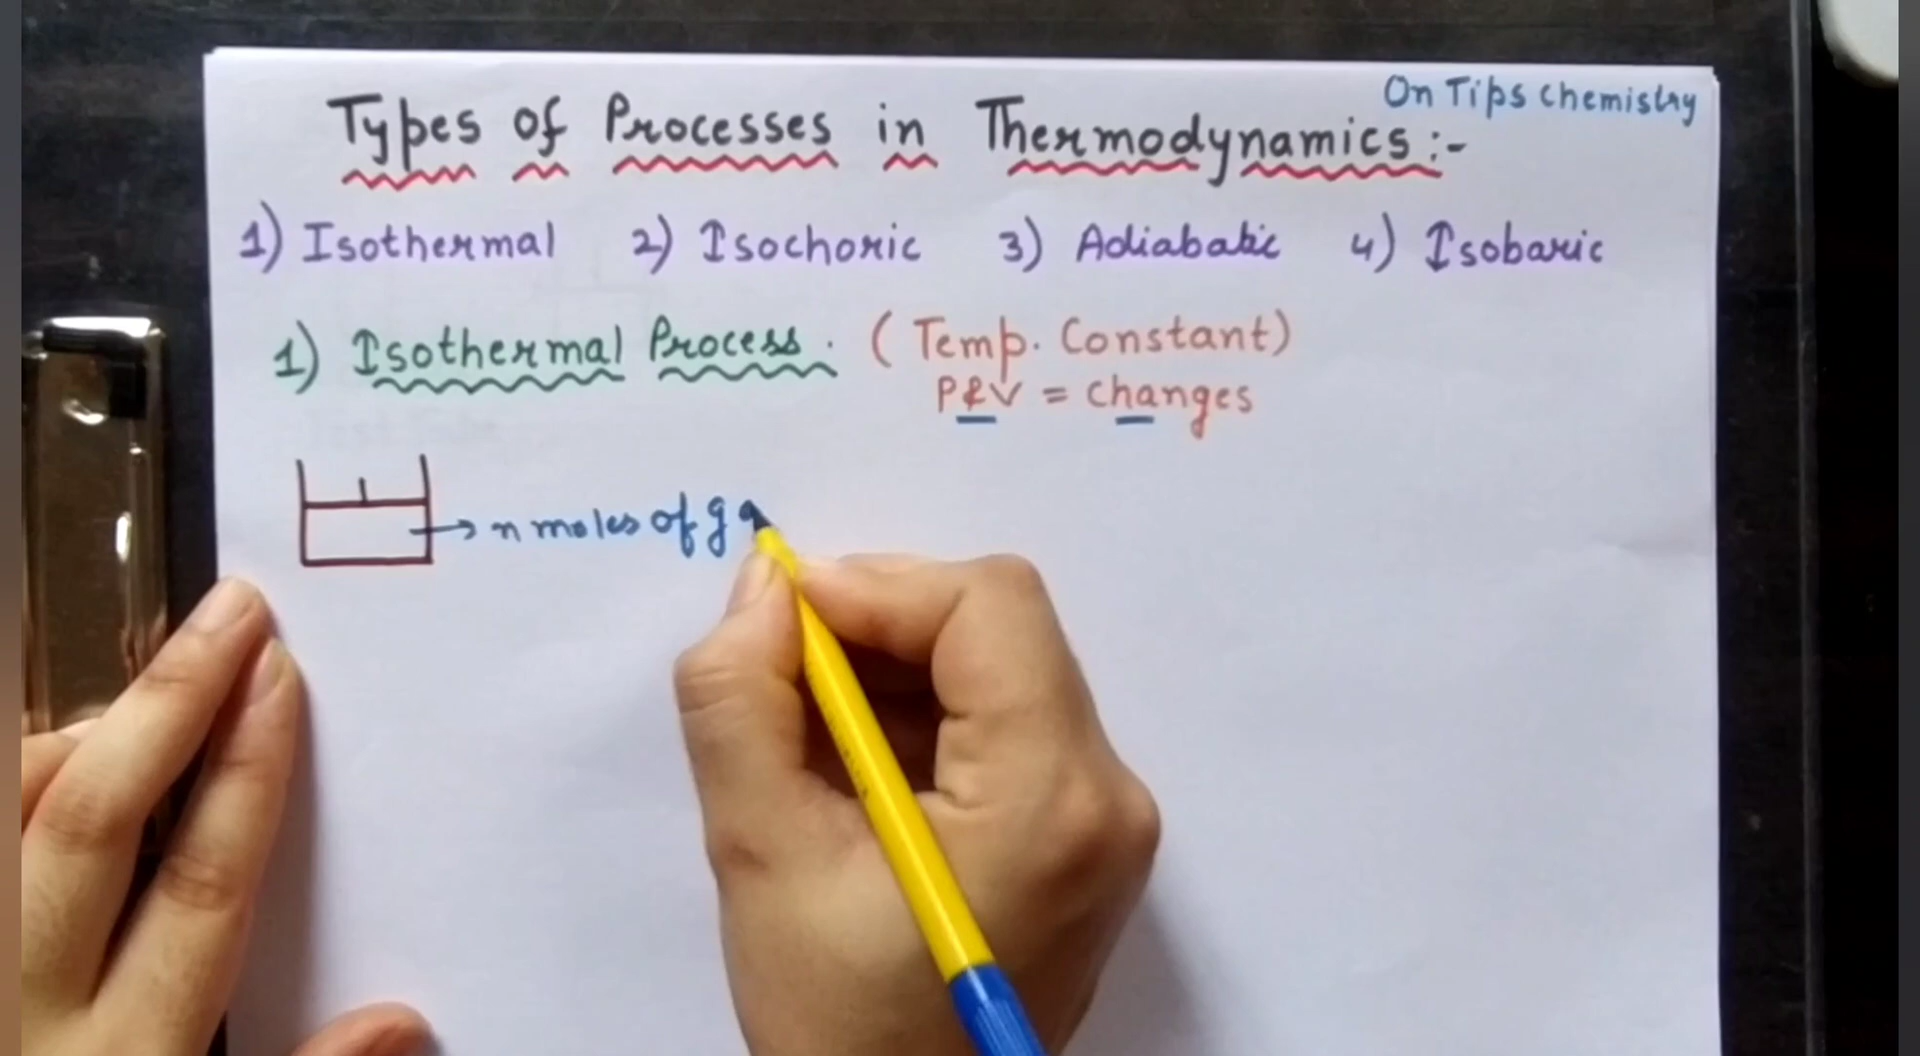 On Tips Chemistry
Types of Processes in Thermodynamics:-
1) Isothermal 2) Isochoric 3) Adiabatic 4) Isobaric
1) Isothermal Process. (Temp. Constant)
P&V = Changes
n moles of ga